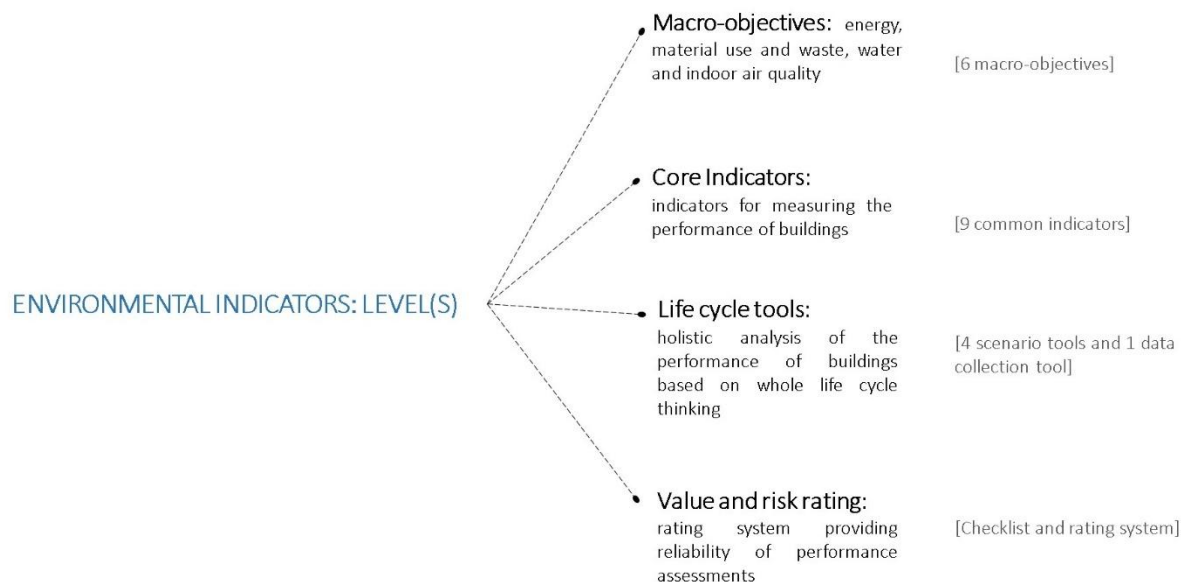 Macro-objectives: energy,
material use and waste, water
and indoor air quality
[6 macro-objectives]
Core Indicators:
indicators for measuring the
performance of buildings
[9 common indicators]
ENVIRONMENTAL INDICATORS: LEVEL(S)
Life cycle tools:
holistic analysis of the
performance of buildings
based on whole life cycle
thinking
[4 scenario tools and 1 data
collection tool]
Value and risk rating:
rating system providing
reliability of performance
assessments
[Checklist and rating system]